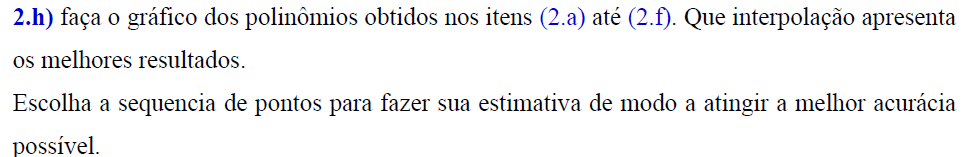 2.h) faça o gráfico dos polinômios obtidos nos itens (2.a) até (2.f). Que interpolação apresenta
os melhores resultados.
Escolha a sequencia de pontos para fazer sua estimativa de modo a atingir a melhor acurácia
possível.